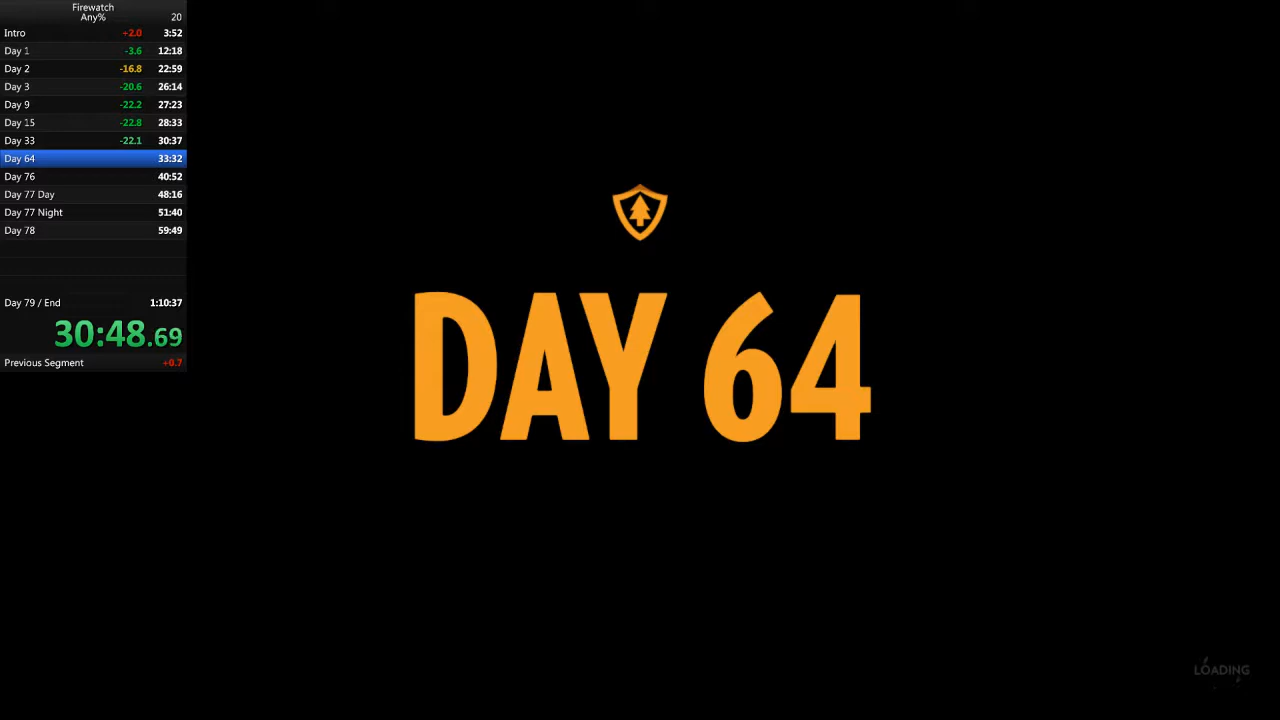 Firewatch
Any% 20
Intro +2.0 3:52
Day 1 -3.6 12:18
Day 2 -16.8 22:59
Day 3 -20.6 26:14
Day 9 -22.2 27:23
Day 15 -22.8 28:33
Day 33 -22.1 30:37
Day 64 33:32
Day 76 40:52
Day 77 Day 48:16
Day 77 Night 51:40
Day 78 59:49
Day 79 / End 1:10:37
30:48.69
Previous Segment +0.7
DAY 64
LOADING